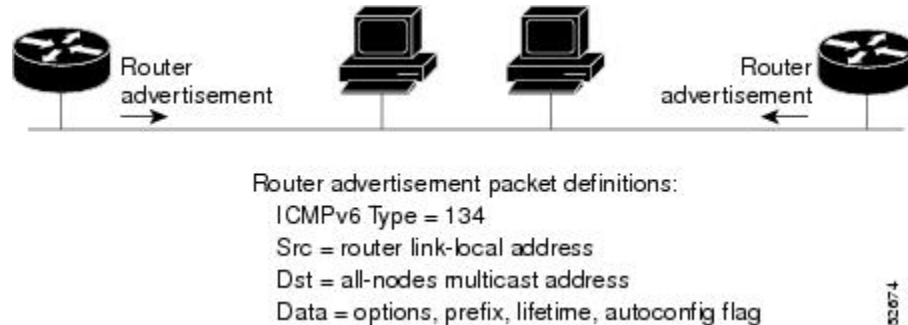 Router
advertisement
Router
advertisement
Router advertisement packet definitions:
ICMPv6 Type = 134
Src = router link-local address
Dst = all-nodes multicast address
Data = options, prefix, lifetime, autoconfig flag
52674